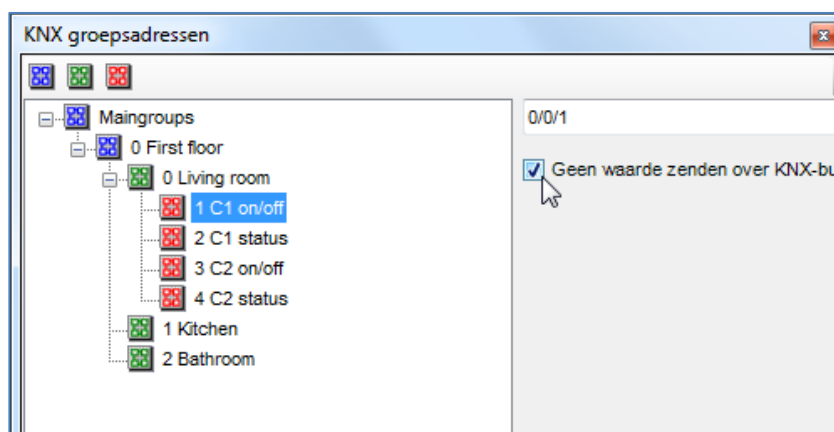 KNX groepsadressen
Maingroups
0 First floor
0 Living room
1 C1 on/off
2 C1 status
3 C2 on/off
4 C2 status
1 Kitchen
2 Bathroom
0/0/1
Geen waarde zenden over KNX-bu